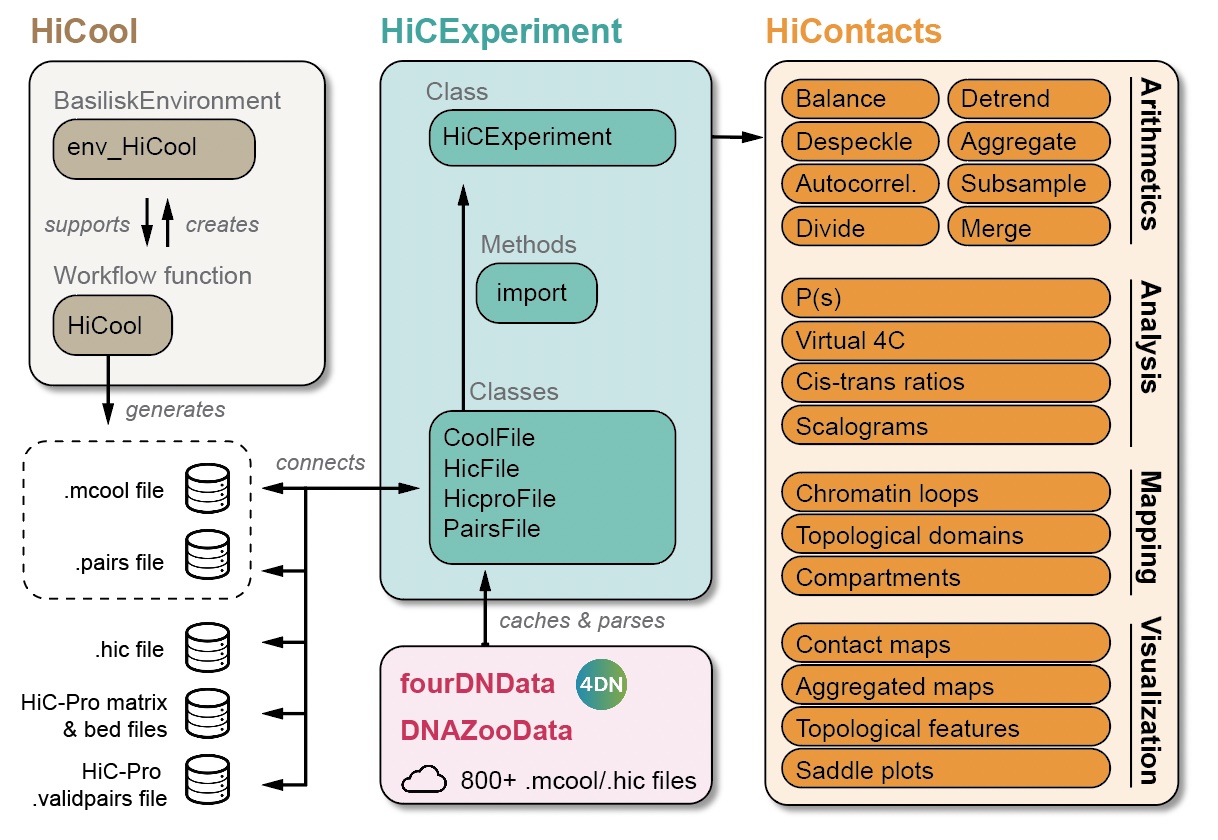 HiCool
BasiliskEnvironment
env_HiCool
supports
creates
Workflow function
HiCool
generates
.mcool file
.pairs file
.hic file
HiC-Pro matrix
& bed files
HiC-Pro
.validpairs file
connects
HiCExperiment
Class
HiCExperiment
Methods
import
Classes
CoolFile
HicFile
HicproFile
PairsFile
caches & parses
fourDNData
4DN
DNAZooData
800+ .mcool/.hic files
HiContacts
Balance
Detrend
Despeckle
Aggregate
Autocorrel.
Subsample
Divide
Merge
Arithmetics
P(s)
Virtual 4C
Cis-trans ratios
Scalograms
Analysis
Chromatin loops
Topological domains
Compartments
Mapping
Contact maps
Aggregated maps
Topological features
Saddle plots
Visualization